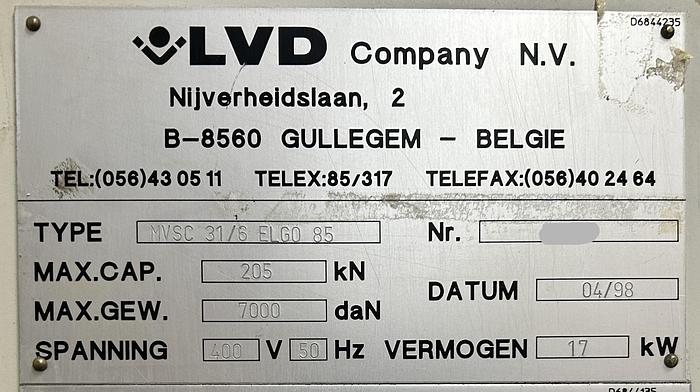 D6844235
LVD Company N.V.
Nijverheidslaan, 2
B-8560 GULLEGEM - BELGIE
TEL:(056)43 05 11 TELEX:85/317 TELEFAX:(056)40 24 64
TYPE MVSC 31/6 ELGO 85 Nr.
MAX.CAP. 205 kN
DATUM 04/98
MAX.GEW. 7000 daN
SPANNING 400 V 50 Hz VERMOGEN 17 kW